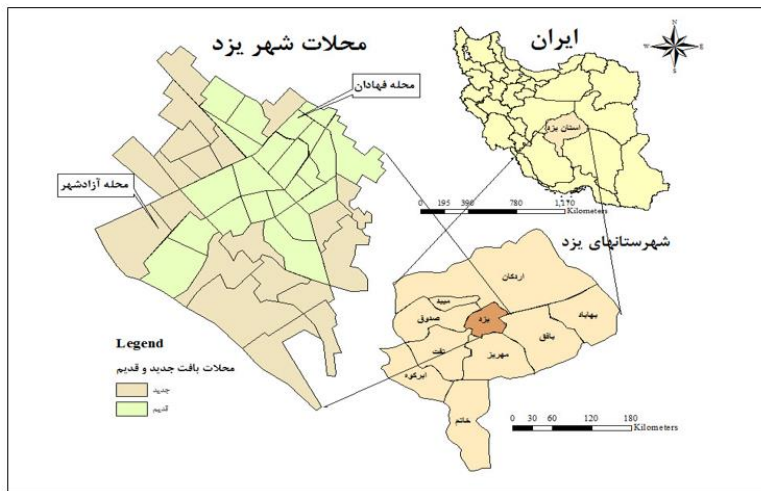 محلات شهر یزد
محله فهادان
محله آزادشهر
Legend
محلات بافت جدید و قدیم
جدید
قدیم
ایران
N
W
E
S
استان یزد
0 195 390 780 1,170
Kilometers
شهرستانهای یزد
اردکان
میبد
صدوق
یزد
بهاباد
بافق
تفت
مهریز
ابرکوه
خاتم
0 30 60 120 180
Kilometers